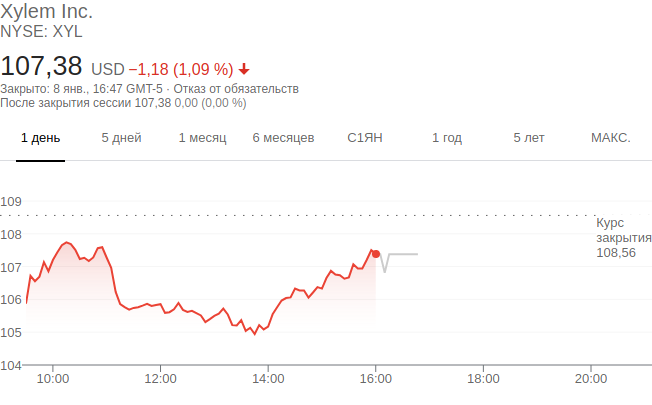 Xylem Inc.
NYSE: XYL
107,38 USD −1,18 (1,09 %)
Закрыто: 8 янв., 16:47 GMT-5 · Отказ от обязательств
После закрытия сессии 107,38 0,00 (0,00 %)
1 день 5 дней 1 месяц 6 месяцев С1ЯН 1 год 5 лет МАКС.
109
Курс
закрытия
108,56
108
107
106
105
104
10:00 12:00 14:00 16:00 18:00 20:00